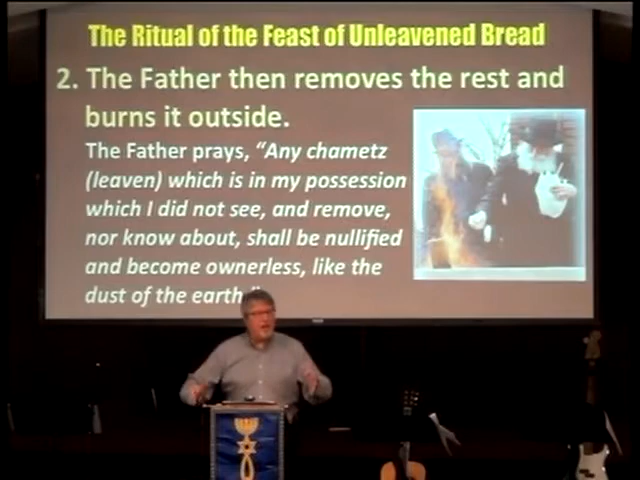 The Ritual of the Feast of Unleavened Bread
2. The Father then removes the rest and
burns it outside.
The Father prays, “Any chametz
(leaven) which is in my possession
which I did not see, and remove,
nor know about, shall be nullified
and become ownerless, like the
dust of the earth."